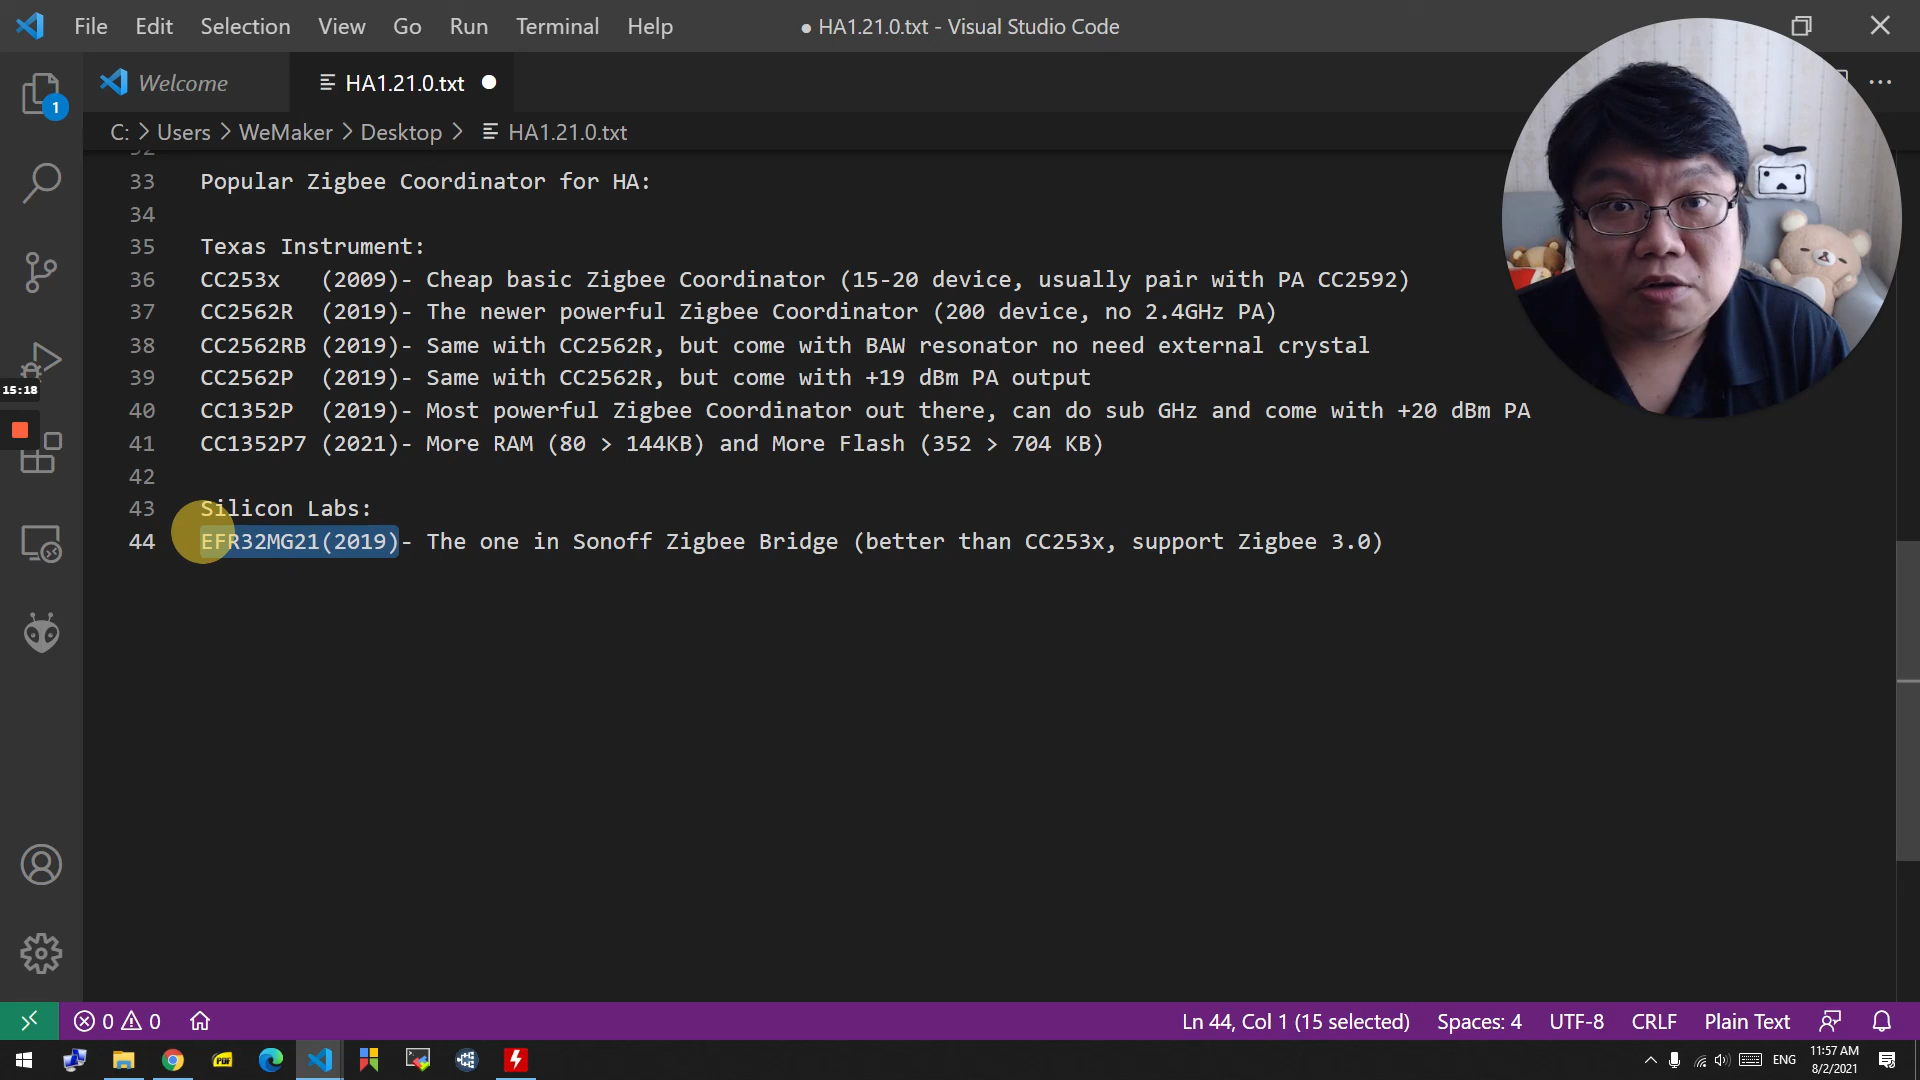 File Edit Selection View Go Run Terminal Help ● HA1.21.0.txt - Visual Studio Code
Welcome HA1.21.0.txt
C: > Users > WeMaker > Desktop > HA1.21.0.txt
1
33 Popular Zigbee Coordinator for HA:
34
35 Texas Instrument:
36 CC253x (2009)- Cheap basic Zigbee Coordinator (15-20 device, usually pair with PA CC2592)
37 CC2562R (2019)- The newer powerful Zigbee Coordinator (200 device, no 2.4GHz PA)
38 CC2562RB (2019)- Same with CC2562R, but come with BAW resonator no need external crystal
39 CC2562P (2019)- Same with CC2562R, but come with +19 dBm PA output
40 CC1352P (2019)- Most powerful Zigbee Coordinator out there, can do sub GHz and come with +20 dBm PA
41 CC1352P7 (2021)- More RAM (80 > 144KB) and More Flash (352 > 704 KB)
42
43 Silicon Labs:
44 EFR32MG21(2019)- The one in Sonoff Zigbee Bridge (better than CC253x, support Zigbee 3.0)
15:18
0 0 Ln 44, Col 1 (15 selected) Spaces: 4 UTF-8 CRLF Plain Text
PDF ENG 11:57 AM
8/2/2021